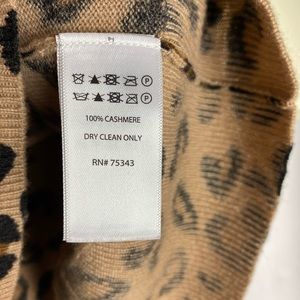 100% CASHMERE
DRY CLEAN ONLY
RN# 75343